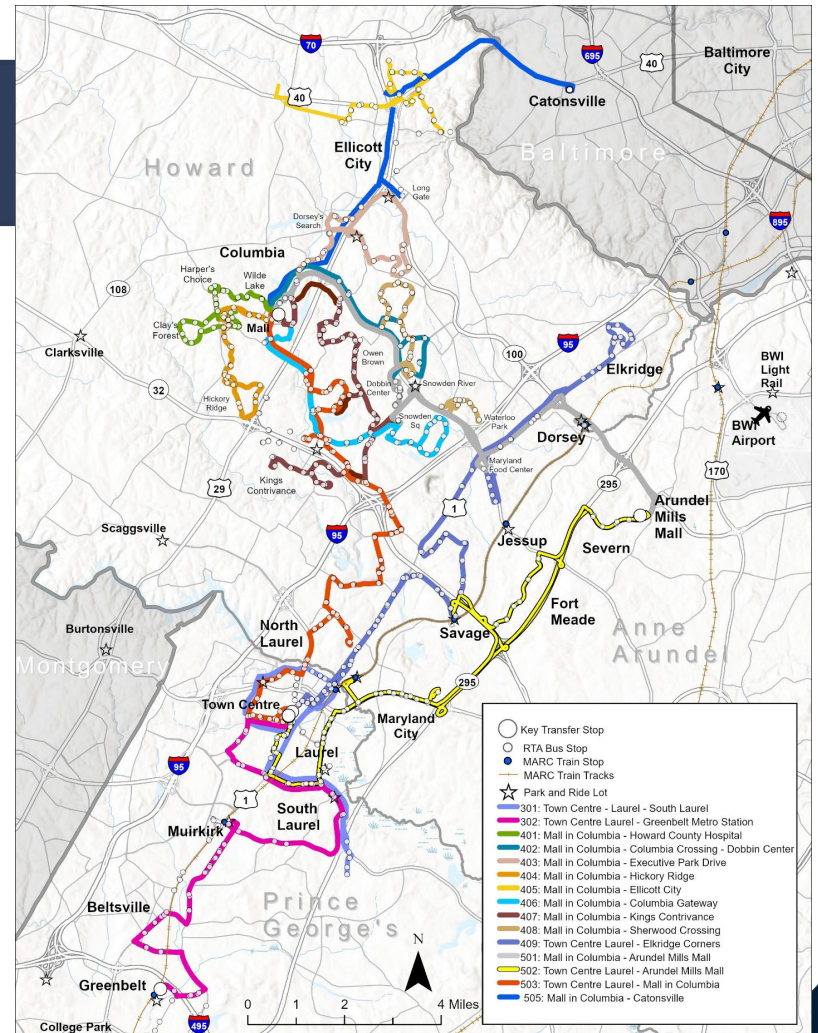 70
695
40
Baltimore
City
40
Catonsville
Ellicott
City
Howard
Baltimore
Long
Gate
895
Dorsey's
Search
Columbia
Harper's
Choice
Wilde
Lake
108
Mall
Clay's
Forest
Clarksville
Owen
Brown
100
95
Elkridge
BWI
Light
Rail
32
Dobbin
Center
Snowden River
Hickory
Ridge
Snowden
Sq
Waterloo
Park
Dorsey
BWI
Airport
Maryland
Food Center
Kings
Contrivance
29
295
170
1
Arundel
Mills
Mall
Scaggsville
95
Jessup
Severn
Fort
Meade
North
Laurel
Savage
Burtonsville
Anne
Arundel
Montgomery
295
Town Centre
Maryland
City
Laurel
95
1
South
Laurel
Muirkirk
Prince
George's
Beltsville
Greenbelt
College Park
495
N
0 1 2 4 Miles
Key Transfer Stop
RTA Bus Stop
MARC Train Stop
MARC Train Tracks
Park and Ride Lot
301: Town Centre - Laurel - South Laurel
302: Town Centre Laurel - Greenbelt Metro Station
401: Mall in Columbia - Howard County Hospital
402: Mall in Columbia - Columbia Crossing - Dobbin Center
403: Mall in Columbia - Executive Park Drive
404: Mall in Columbia - Hickory Ridge
405: Mall in Columbia - Ellicott City
406: Mall in Columbia - Columbia Gateway
407: Mall in Columbia - Kings Contrivance
408: Mall in Columbia - Sherwood Crossing
409: Town Centre Laurel - Elkridge Corners
501: Mall in Columbia - Arundel Mills Mall
502: Town Centre Laurel - Arundel Mills Mall
503: Town Centre Laurel - Mall in Columbia
505: Mall in Columbia - Catonsville